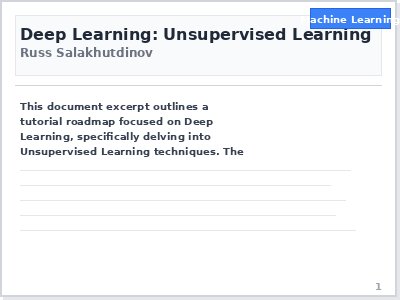 Machine Learning
Deep Learning: Unsupervised Learning
Russ Salakhutdinov
This document excerpt outlines a
tutorial roadmap focused on Deep
Learning, specifically delving into
Unsupervised Learning techniques. The
1